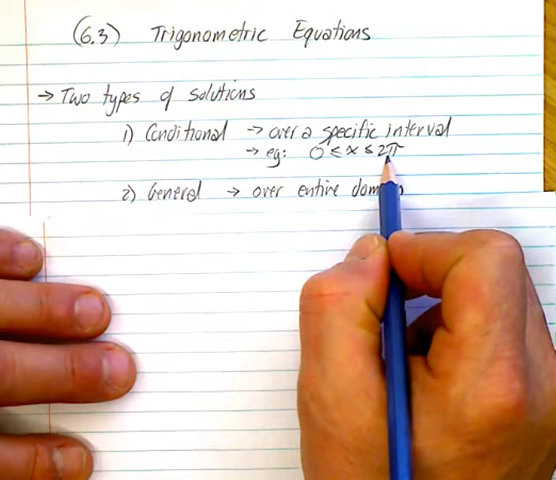 (6.3) Trigonometric Equations
→ Two types of solutions
1) Conditional → over a specific interval
→ eg: 0 ≤ x ≤ 2π
2) General → over entire